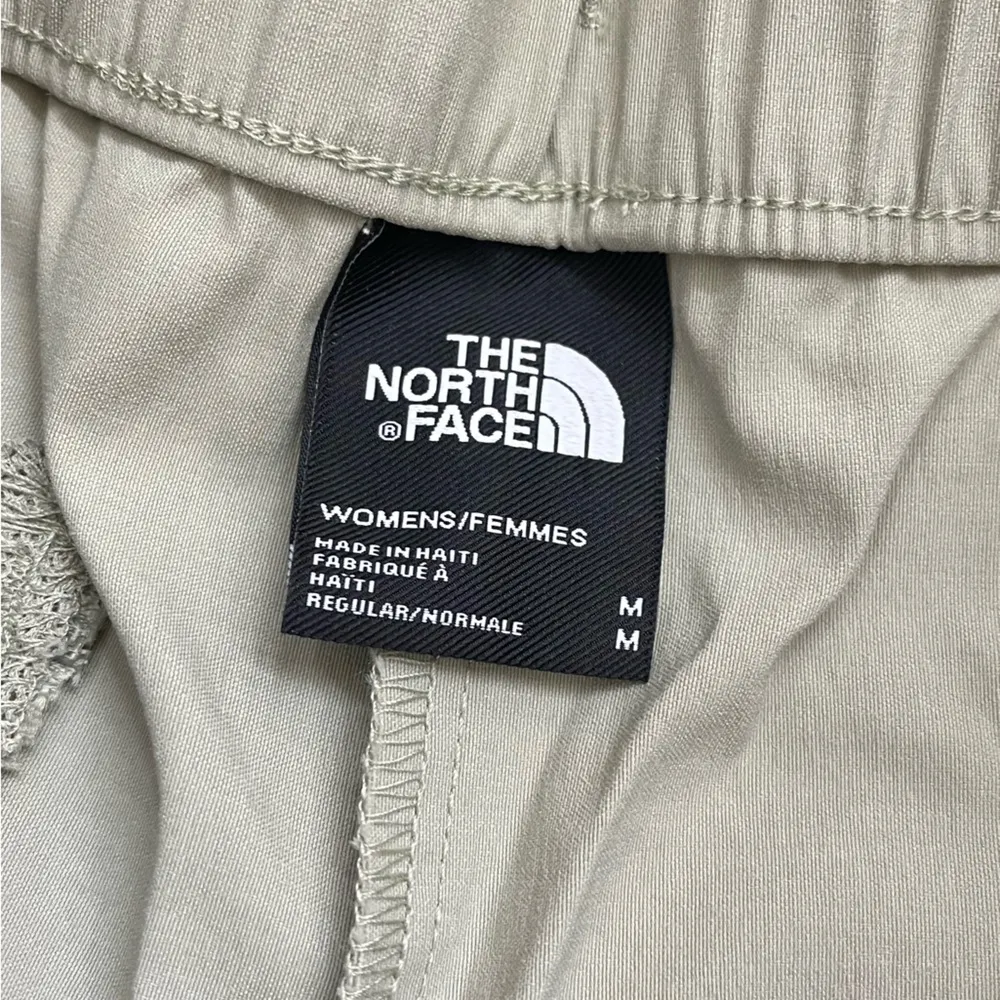 THE
NORTH
® FACE
WOMENS/FEMMES
MADE IN HAITI
FABRIQUÉ À
HAÏTI
REGULAR/NORMALE
M
M